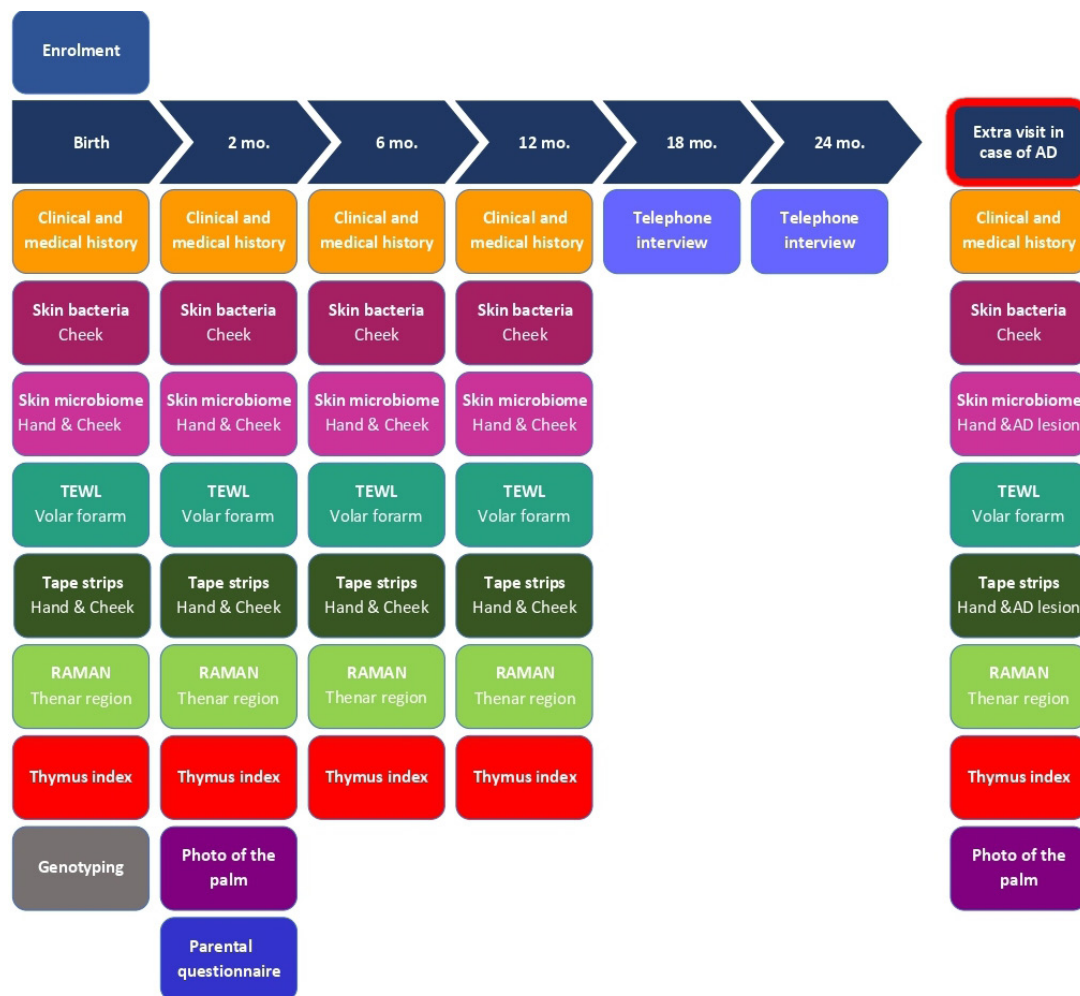 Enrolment
Birth
2 mo.
6 mo.
12 mo.
18 mo.
24 mo.
Extra visit in
case of AD
Clinical and
medical history
Clinical and
medical history
Clinical and
medical history
Clinical and
medical history
Telephone
interview
Telephone
interview
Clinical and
medical history
Skin bacteria
Cheek
Skin bacteria
Cheek
Skin bacteria
Cheek
Skin bacteria
Cheek
Skin bacteria
Cheek
Skin microbiome
Hand & Cheek
Skin microbiome
Hand & Cheek
Skin microbiome
Hand & Cheek
Skin microbiome
Hand & Cheek
Skin microbiome
Hand &AD lesion
TEWL
Volar forarm
TEWL
Volar forarm
TEWL
Volar forarm
TEWL
Volar forarm
TEWL
Volar forarm
Tape strips
Hand & Cheek
Tape strips
Hand & Cheek
Tape strips
Hand & Cheek
Tape strips
Hand & Cheek
Tape strips
Hand &AD lesion
RAMAN
Thenar region
RAMAN
Thenar region
RAMAN
Thenar region
RAMAN
Thenar region
RAMAN
Thenar region
Thymus index
Thymus index
Thymus index
Thymus index
Thymus index
Genotyping
Photo of the
palm
Photo of the
palm
Parental
questionnaire